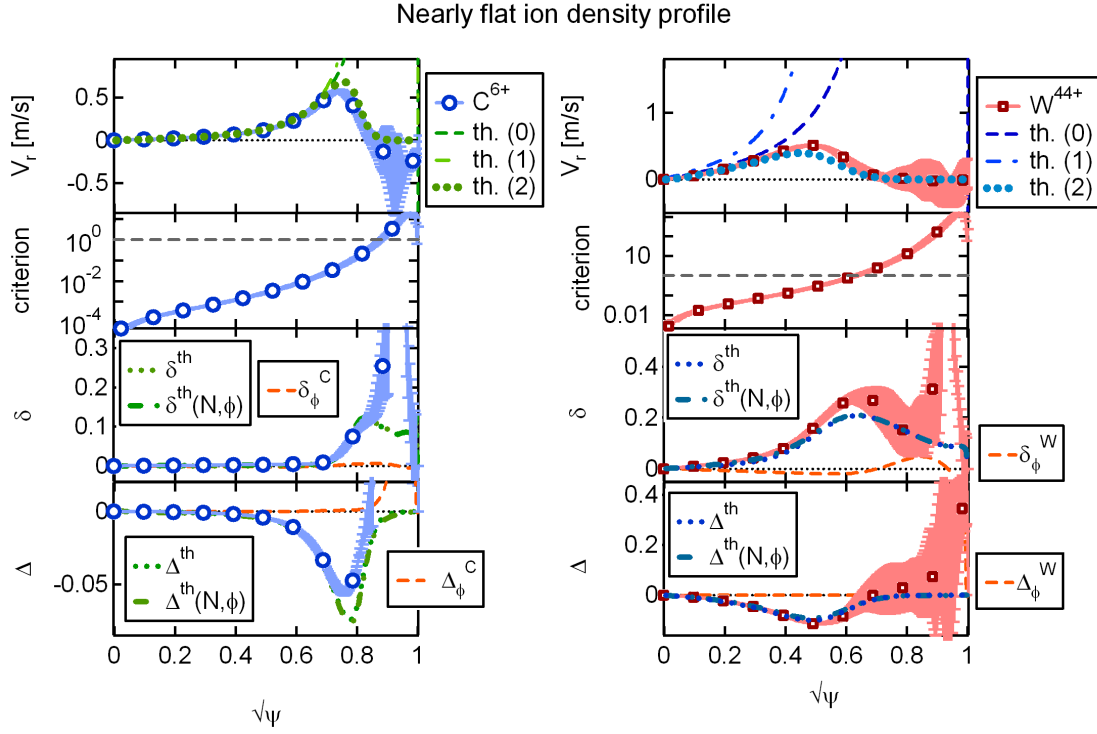 Nearly flat ion density profile
V_r [m/s]
0.5
0
-0.5
C^6+
th. (0)
th. (1)
th. (2)
criterion
10^0
10^-2
10^-4
δ
0.3
0.2
0.1
0
δ^th
δ^th(N,ϕ)
δ_ϕ^C
Δ
0
-0.05
Δ^th
Δ^th(N,ϕ)
Δ_ϕ^C
0 0.2 0.4 0.6 0.8 1
√ψ
V_r [m/s]
1
0
W^44+
th. (0)
th. (1)
th. (2)
criterion
10
0.01
δ
0.4
0.2
0
δ^th
δ^th(N,ϕ)
δ_ϕ^W
Δ
0.4
0.2
0
Δ^th
Δ^th(N,ϕ)
Δ_ϕ^W
0 0.2 0.4 0.6 0.8 1
√ψ